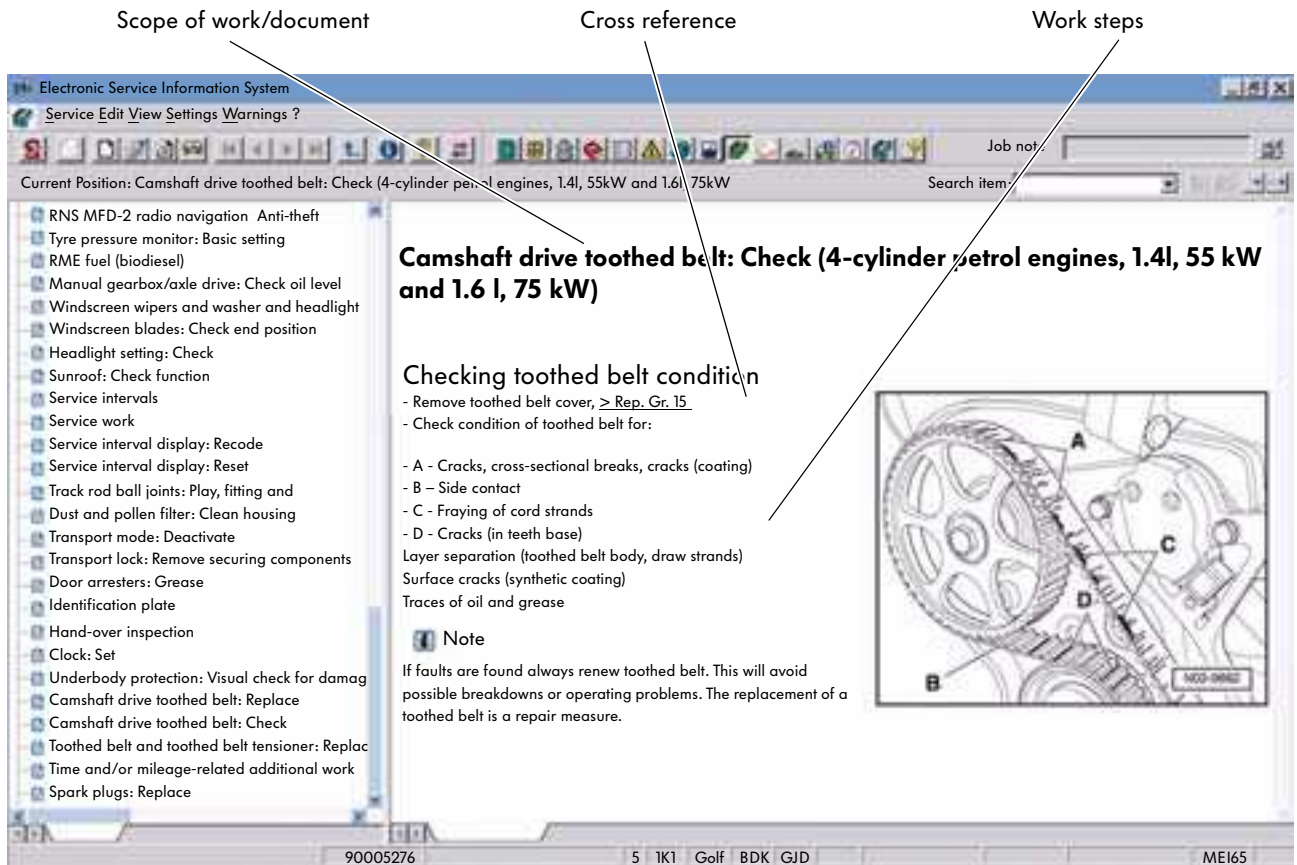 Scope of work/document Cross reference Work steps
Electronic Service Information System
Service Edit View Settings Warnings ?
Job note
Current Position: Camshaft drive toothed belt: Check (4-cylinder petrol engines, 1.4l, 55kW and 1.6l, 75kW Search item:
RNS MFD-2 radio navigation Anti-theft
Tyre pressure monitor: Basic setting
RME fuel (biodiesel)
Manual gearbox/axle drive: Check oil level
Windscreen wipers and washer and headlight
Windscreen blades: Check end position
Headlight setting: Check
Sunroof: Check function
Service intervals
Service work
Service interval display: Recode
Service interval display: Reset
Track rod ball joints: Play, fitting and
Dust and pollen filter: Clean housing
Transport mode: Deactivate
Transport lock: Remove securing components
Door arresters: Grease
Identification plate
Hand-over inspection
Clock: Set
Underbody protection: Visual check for damag
Camshaft drive toothed belt: Replace
Camshaft drive toothed belt: Check
Toothed belt and toothed belt tensioner: Replac
Time and/or mileage-related additional work
Spark plugs: Replace
Camshaft drive toothed belt: Check (4-cylinder petrol engines, 1.4l, 55 kW
and 1.6 l, 75 kW)
Checking toothed belt condition
- Remove toothed belt cover, > Rep. Gr. 15
- Check condition of toothed belt for:
- A - Cracks, cross-sectional breaks, cracks (coating)
- B – Side contact
- C - Fraying of cord strands
- D - Cracks (in teeth base)
Layer separation (toothed belt body, draw strands)
Surface cracks (synthetic coating)
Traces of oil and grease
Note
If faults are found always renew toothed belt. This will avoid
possible breakdowns or operating problems. The replacement of a
toothed belt is a repair measure.
A
C
D
B
N03-0662
90005276 5 1K1 Golf BDK GJD MEI65